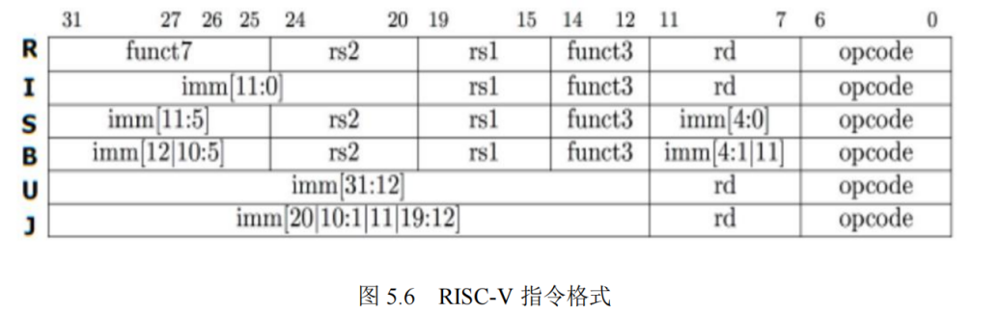 31 27 26 25 24 20 19 15 14 12 11 7 6 0
R funct7 rs2 rs1 funct3 rd opcode
I imm[11:0] rs1 funct3 rd opcode
S imm[11:5] rs2 rs1 funct3 imm[4:0] opcode
B imm[12|10:5] rs2 rs1 funct3 imm[4:1|11] opcode
U imm[31:12] rd opcode
J imm[20|10:1|11|19:12] rd opcode
图 5.6 RISC-V 指令格式